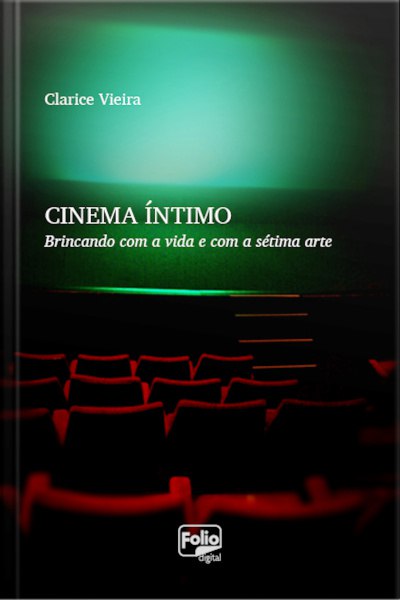 Clarice Vieira
CINEMA ÍNTIMO
Brincando com a vida e com a sétima arte
Folio
digital